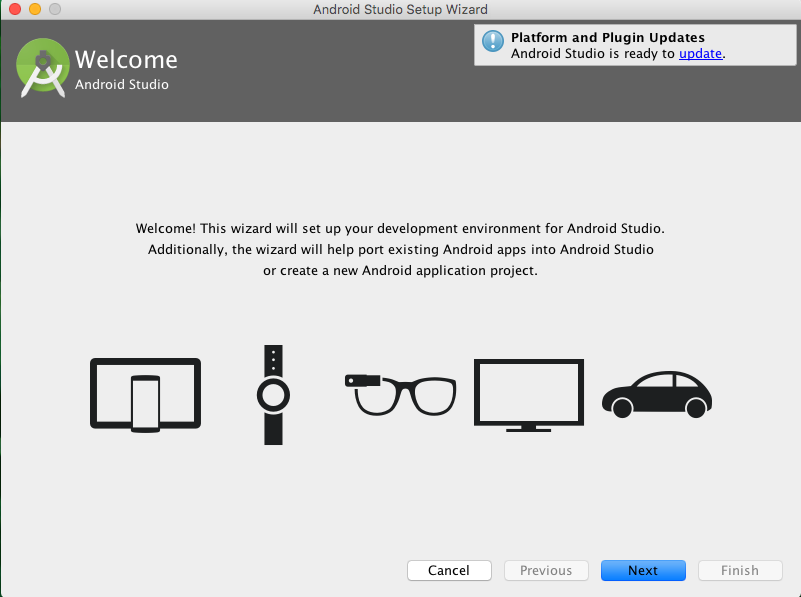 Android Studio Setup Wizard
Platform and Plugin Updates
Android Studio is ready to update.
Welcome
Android Studio
Welcome! This wizard will set up your development environment for Android Studio.
Additionally, the wizard will help port existing Android apps into Android Studio
or create a new Android application project.
Cancel
Previous
Next
Finish